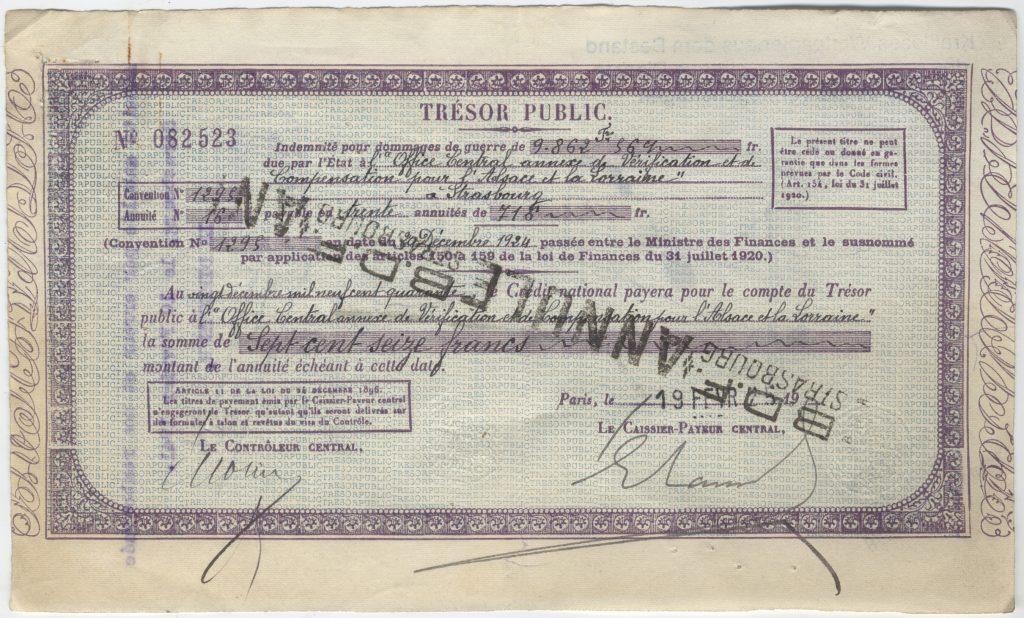 TRÉSOR PUBLIC.
Nº 082523
Indemnité pour dommages de guerre de 9.862 Fr 567 fr.
due par l'État à l'"Office Central annexe de Vérification et de
Compensation pour l'Alsace et la Lorraine"
à Strasbourg
Convention Nº 1295
Annuité Nº 16 payable en trente annuités de 718 fr.
Le présent titre ne peut
être cédé ou donné en ga-
rantie que dans les formes
prévues par le Code civil.
(Art. 154, loi du 31 juillet
1920.)
(Convention Nº 1295 en date du 29 Décembre 1924 passée entre le Ministre des Finances et le susnommé
par application des articles 150 à 159 de la loi de Finances du 31 juillet 1920.)
Au vingt décembre mil neuf cent quarante le Crédit national payera pour le compte du Trésor
public à l'"Office Central annexe de Vérification et de Compensation pour l'Alsace et la Lorraine"
la somme de Sept cent seize francs
montant de l'annuité échéant à cette date.
ARTICLE 11 DE LA LOI DU 24 DÉCEMBRE 1896.
Les titres de payement émis par le Caissier-Payeur central
n'engageront le Trésor qu'autant qu'ils seront délivrés sur
des formules à talon et revêtus du visa du Contrôle.
Paris, le 19 FEVR 25 19
LE CONTRÔLEUR CENTRAL,
LE CAISSIER-PAYEUR CENTRAL,
ANNULE
STRASBOURG